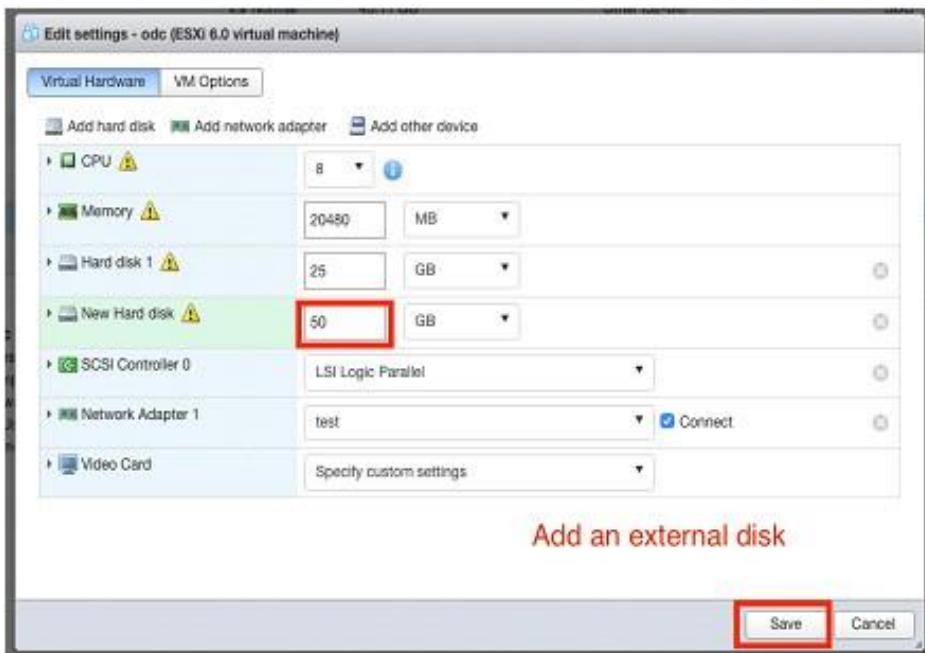 Edit settings - odc (ESXi 6.0 virtual machine)
Virtual Hardware VM Options
Add hard disk Add network adapter Add other device
CPU 8
Memory 20480 MB
Hard disk 1 25 GB
New Hard disk 50 GB
SCSI Controller 0 LSI Logic Parallel
Network Adapter 1 test Connect
Video Card Specify custom settings
Add an external disk
Save Cancel